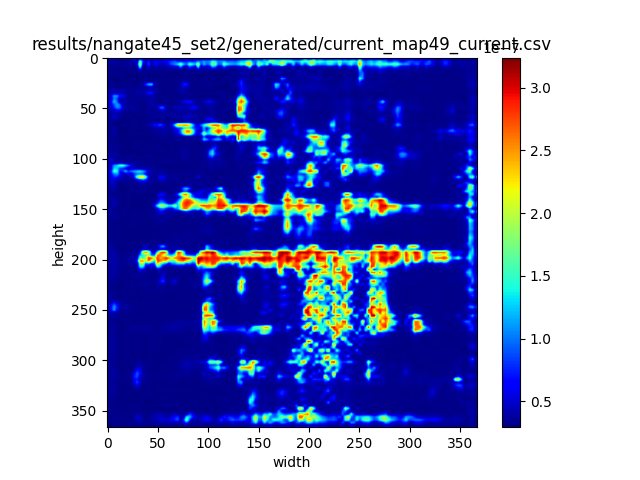 results/nangate45_set2/generated/current_map49_current.csv
1e−7
0
50
100
150
200
250
300
350
height
0 50 100 150 200 250 300 350
width
3.0
2.5
2.0
1.5
1.0
0.5